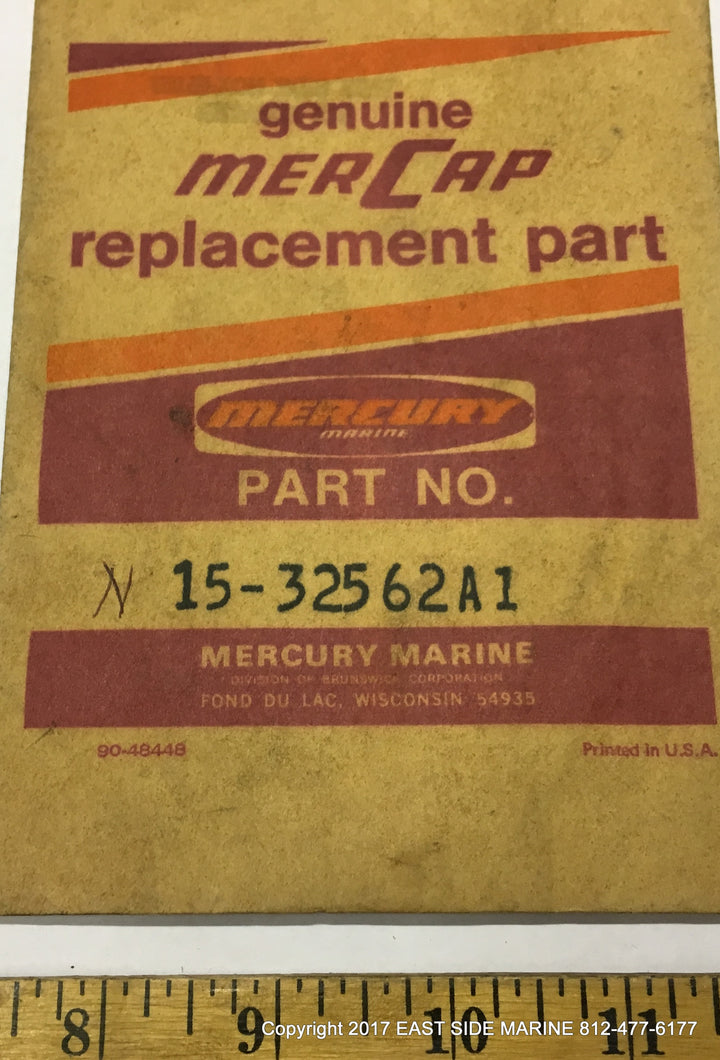 genuine
MERCAP
replacement part
MERCURY
MARINE
PART NO.
N 15-32562A1
MERCURY MARINE
DIVISION OF BRUNSWICK CORPORATION
FOND DU LAC, WISCONSIN 54935
90-48448 Printed in U.S.A.
8 9 10 11
Copyright 2017 EAST SIDE MARINE 812-477-6177